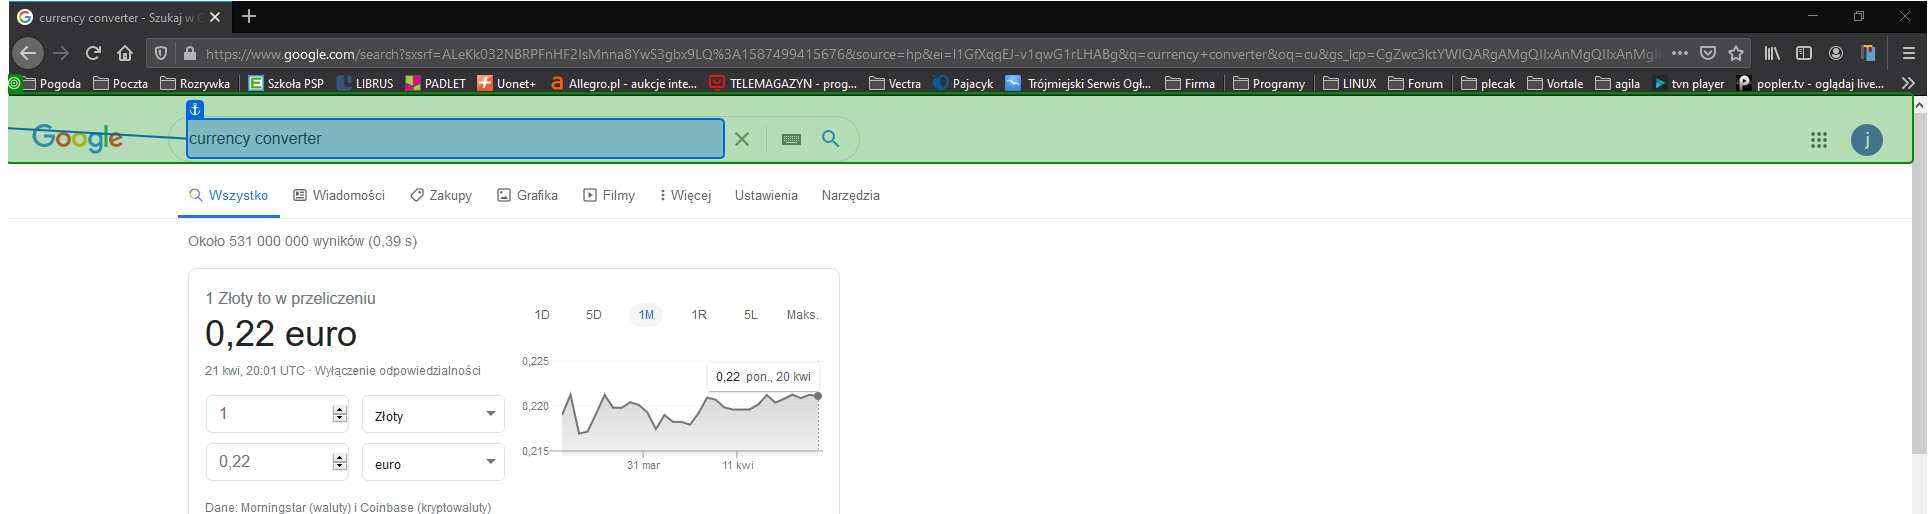 currency converter - Szukaj w G
https://www.google.com/search?sxsrf=ALeKk032NBRPFnHF2IsMnna8YwS3gbx9LQ%3A1587499415676&source=hp&ei=I1GfXqqEJ-v1qwG1rLHABg&q=currency+converter&oq=cu&gs_lcp=CgZwc3ktYWIQARgAMgQIIxAnMgQIIxAnMgQI
Pogoda Poczta Rozrywka Szkoła PSP LIBRUS PADLET Uonet+ Allegro.pl - aukcje inte... TELEMAGAZYN - prog... Vectra Pajacyk Trójmiejski Serwis Ogł... Firma Programy LINUX Forum plecak Vortale agila tvn player popler.tv - oglądaj live...
Google currency converter j
Wszystko Wiadomości Zakupy Grafika Filmy Więcej Ustawienia Narzędzia
Około 531 000 000 wyników (0,39 s)
1 Złoty to w przeliczeniu
0,22 euro
21 kwi, 20:01 UTC · Wyłączenie odpowiedzialności
1 Złoty
0,22 euro
1D 5D 1M 1R 5L Maks.
0,225
0,22 pon., 20 kwi
0,220
0,215
31 mar 11 kwi
Dane: Morningstar (waluty) i Coinbase (kryptowaluty)